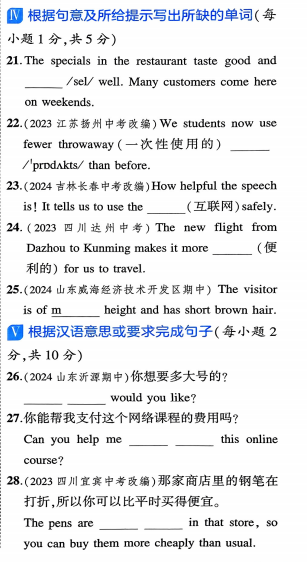 Ⅳ 根据句意及所给提示写出所缺的单词(每
小题 1 分,共 5 分)
21. The specials in the restaurant taste good and
______ /sel/ well. Many customers come here
on weekends.
22. (2023 江苏扬州中考改编) We students now use
fewer throwaway (一次性使用的) ______
/ˈprɒdʌkts/ than before.
23. (2024 吉林长春中考改编) How helpful the speech
is! It tells us to use the ______ (互联网) safely.
24. (2023 四川达州中考) The new flight from
Dazhou to Kunming makes it more ______ (便
利的) for us to travel.
25. (2024 山东威海经济技术开发区期中) The visitor
is of m______ height and has short brown hair.
Ⅴ 根据汉语意思或要求完成句子(每小题 2
分,共 10 分)
26. (2024 山东沂源期中) 你想要多大号的?
______ ______ would you like?
27. 你能帮我支付这个网络课程的费用吗?
Can you help me ______ ______ this online
course?
28. (2023 四川宜宾中考改编) 那家商店里的钢笔在
打折,所以你可以比平时买得便宜。
The pens are ______ ______ in that store, so
you can buy them more cheaply than usual.